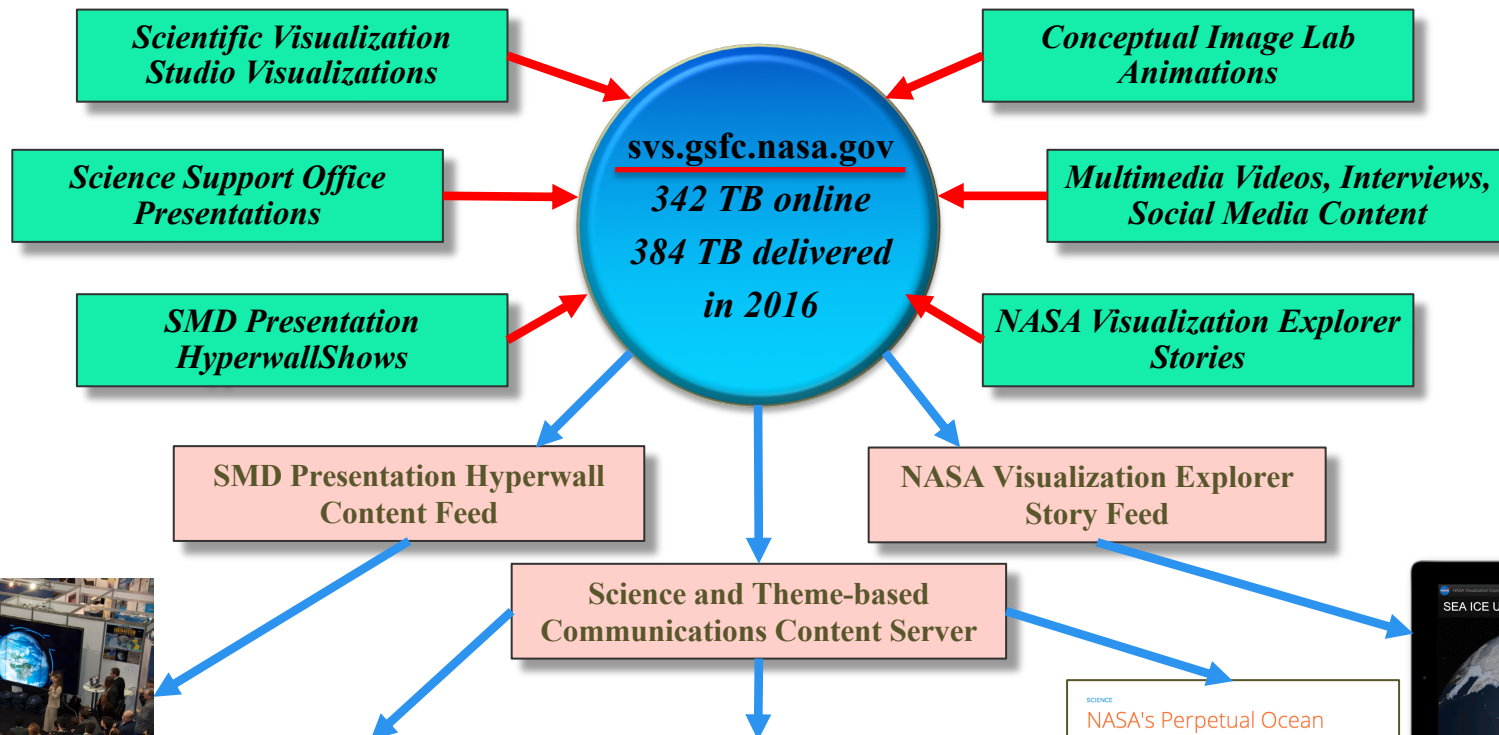 Scientific Visualization
Studio Visualizations
Conceptual Image Lab
Animations
svs.gsfc.nasa.gov
342 TB online
384 TB delivered
in 2016
Science Support Office
Presentations
Multimedia Videos, Interviews,
Social Media Content
SMD Presentation
HyperwallShows
NASA Visualization Explorer
Stories
SMD Presentation Hyperwall
Content Feed
NASA Visualization Explorer
Story Feed
Science and Theme-based
Communications Content Server
SCIENCE
NASA's Perpetual Ocean
NASA Visualization
SEA ICE U